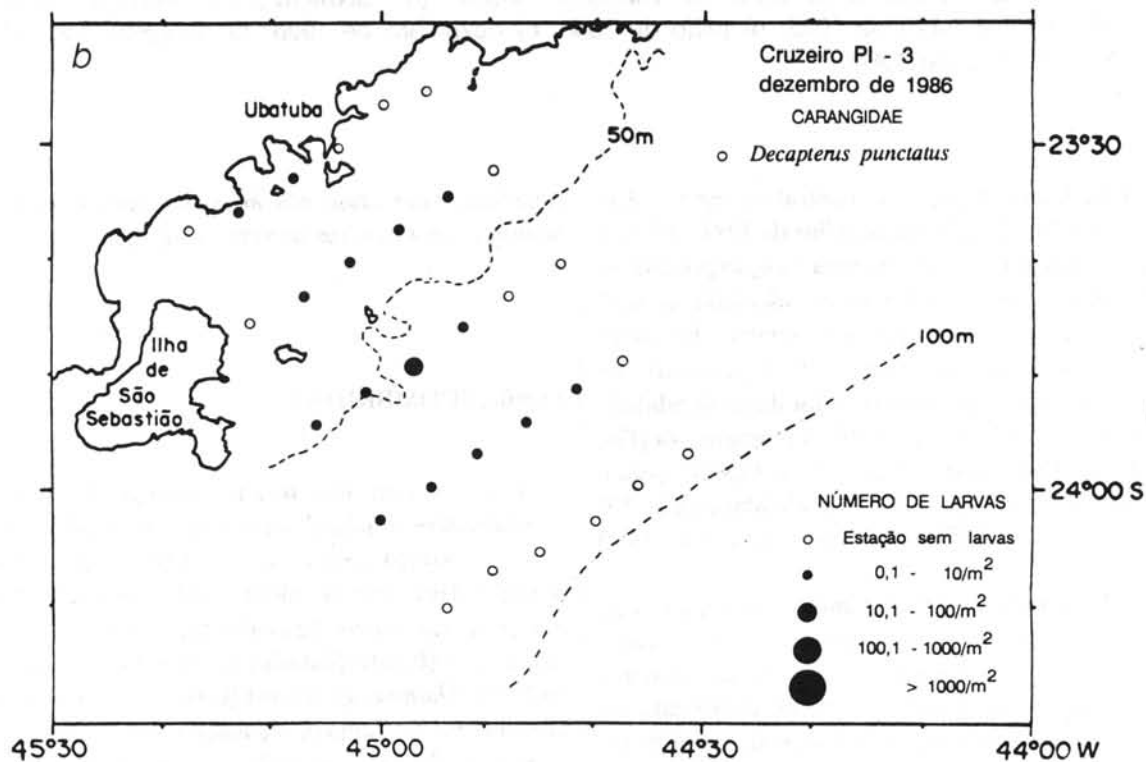 b
Cruzeiro PI - 3
dezembro de 1986
CARANGIDAE
○ Decapterus punctatus
Ubatuba
50m
23°30
100m
Ilha
de
São
Sebastião
24°00 S
NÚMERO DE LARVAS
○ Estação sem larvas
0,1 - 10/m²
10,1 - 100/m²
100,1 - 1000/m²
> 1000/m²
45°30
45°00
44°30
44°00 W